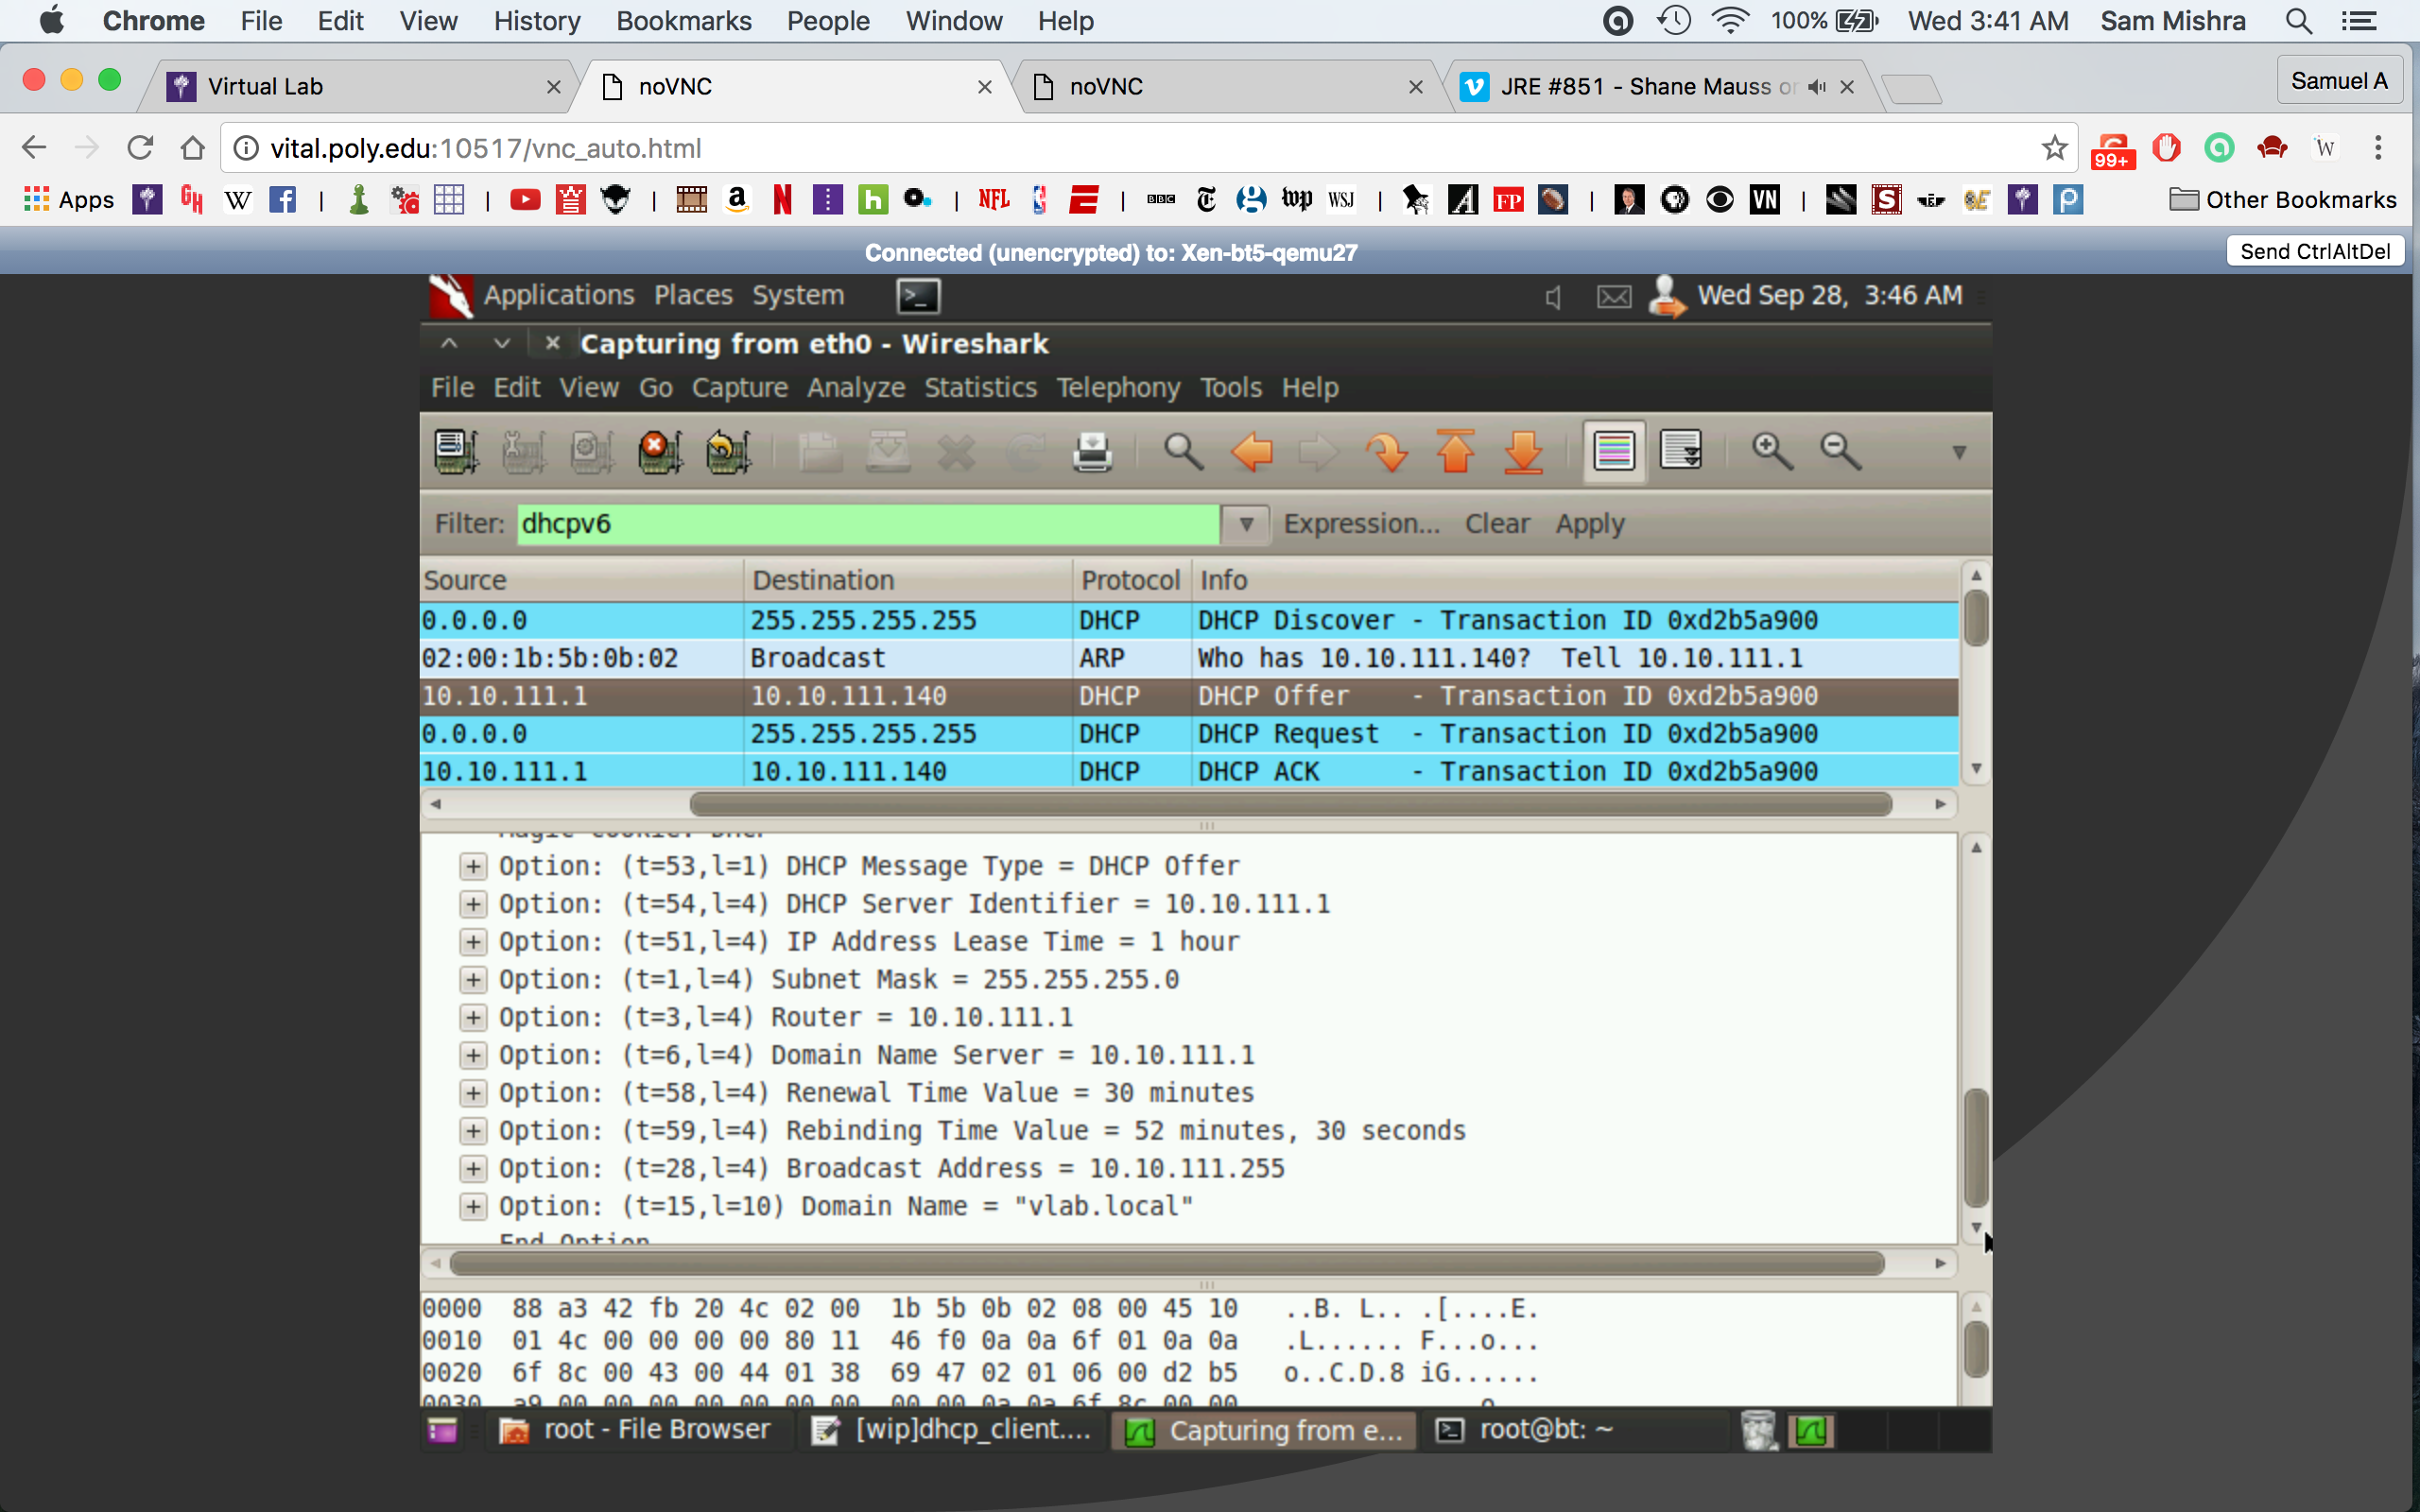 Chrome File Edit View History Bookmarks People Window Help 100% Wed 3:41 AM Sam Mishra
Virtual Lab noVNC noVNC JRE #851 - Shane Mauss Samuel A
vital.poly.edu:10517/vnc_auto.html 99+ W
Apps GH W f | | a N h | NFL E | BBC T g wp WSJ | A FP | VN | S E P Other Bookmarks
Connected (unencrypted) to: Xen-bt5-qemu27 Send CtrlAltDel
Applications Places System Wed Sep 28, 3:46 AM
Capturing from eth0 - Wireshark
File Edit View Go Capture Analyze Statistics Telephony Tools Help
Filter: dhcpv6 Expression... Clear Apply
Source Destination Protocol Info
0.0.0.0 255.255.255.255 DHCP DHCP Discover - Transaction ID 0xd2b5a900
02:00:1b:5b:0b:02 Broadcast ARP Who has 10.10.111.140? Tell 10.10.111.1
10.10.111.1 10.10.111.140 DHCP DHCP Offer - Transaction ID 0xd2b5a900
0.0.0.0 255.255.255.255 DHCP DHCP Request - Transaction ID 0xd2b5a900
10.10.111.1 10.10.111.140 DHCP DHCP ACK - Transaction ID 0xd2b5a900
Option: (t=53,l=1) DHCP Message Type = DHCP Offer
Option: (t=54,l=4) DHCP Server Identifier = 10.10.111.1
Option: (t=51,l=4) IP Address Lease Time = 1 hour
Option: (t=1,l=4) Subnet Mask = 255.255.255.0
Option: (t=3,l=4) Router = 10.10.111.1
Option: (t=6,l=4) Domain Name Server = 10.10.111.1
Option: (t=58,l=4) Renewal Time Value = 30 minutes
Option: (t=59,l=4) Rebinding Time Value = 52 minutes, 30 seconds
Option: (t=28,l=4) Broadcast Address = 10.10.111.255
Option: (t=15,l=10) Domain Name = "vlab.local"
End Option
0000 88 a3 42 fb 20 4c 02 00 1b 5b 0b 02 08 00 45 10 ..B. L.. .[....E.
0010 01 4c 00 00 00 00 80 11 46 f0 0a 0a 6f 01 0a 0a .L...... F...o...
0020 6f 8c 00 43 00 44 01 38 69 47 02 01 06 00 d2 b5 o..C.D.8 iG......
root - File Browser [wip]dhcp_client.... Capturing from e... root@bt: ~